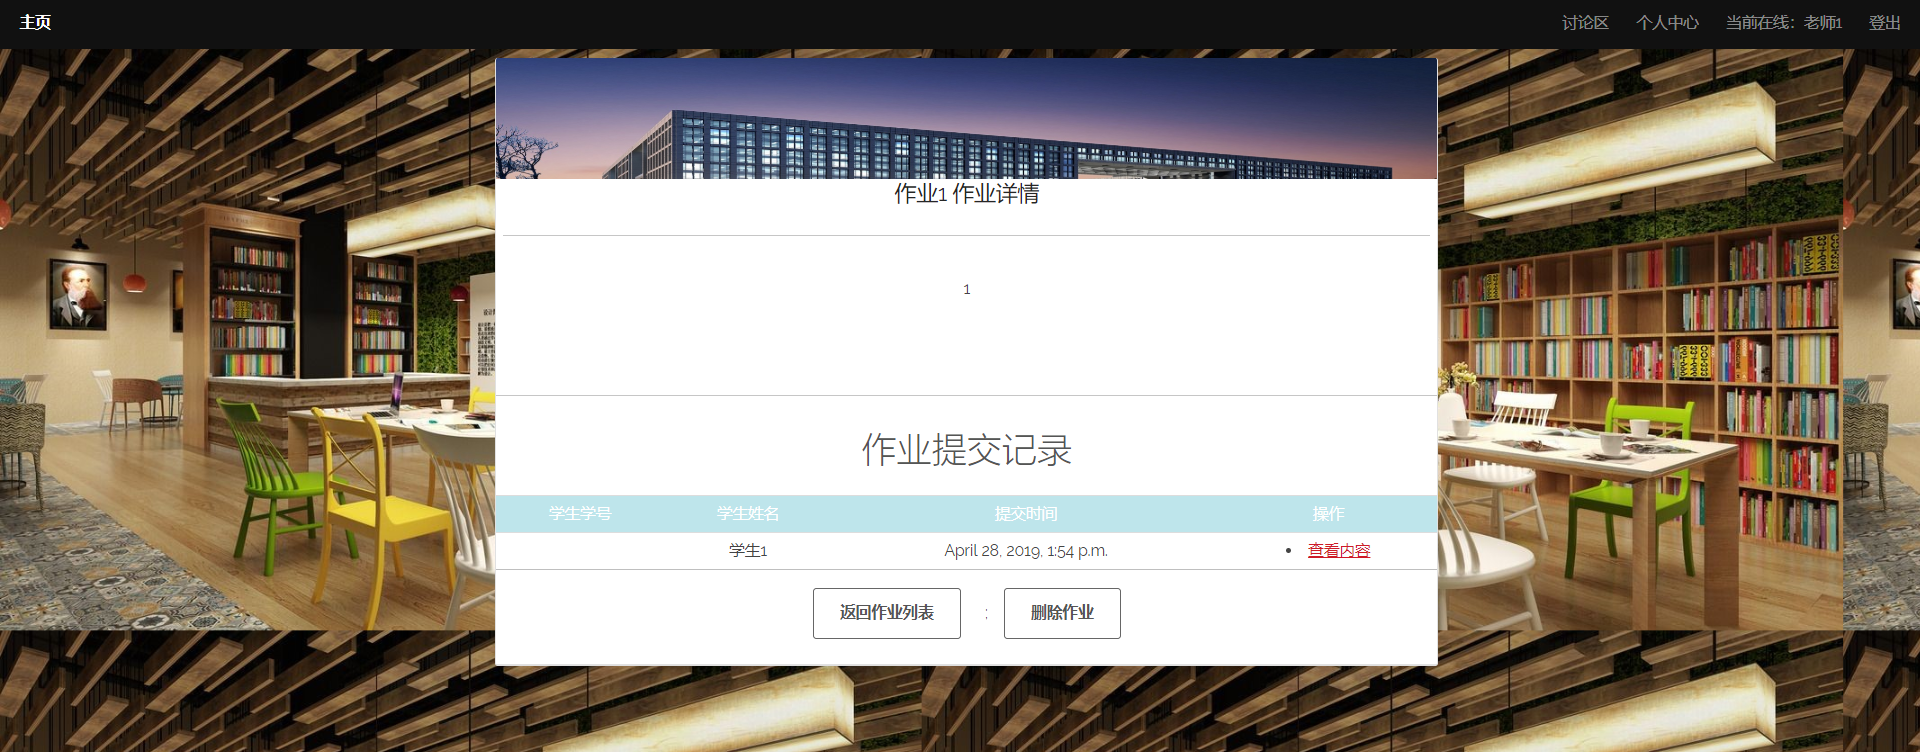 主页 讨论区 个人中心 当前在线：老师1 登出
作业1 作业详情
1
作业提交记录
学生学号 学生姓名 提交时间 操作
学生1 April 28, 2019, 1:54 p.m. • 查看内容
返回作业列表 ; 删除作业